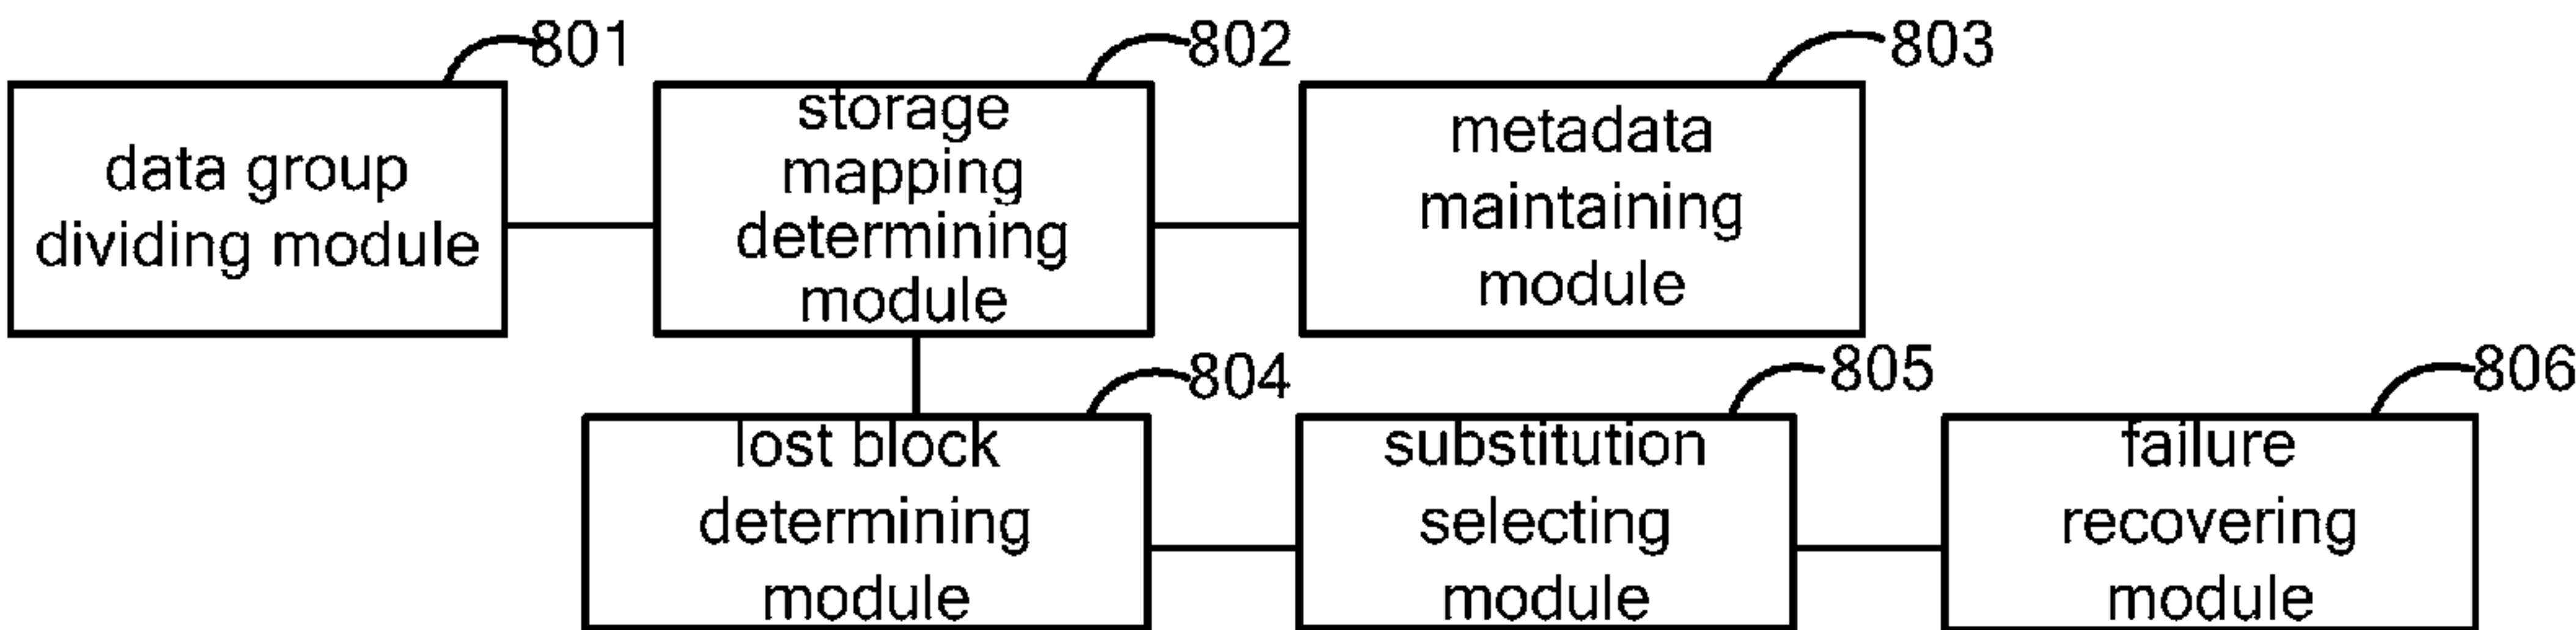 801
data group
dividing module
802
storage
mapping
determining
module
803
metadata
maintaining
module
804
lost block
determining
module
805
substitution
selecting
module
806
failure
recovering
module